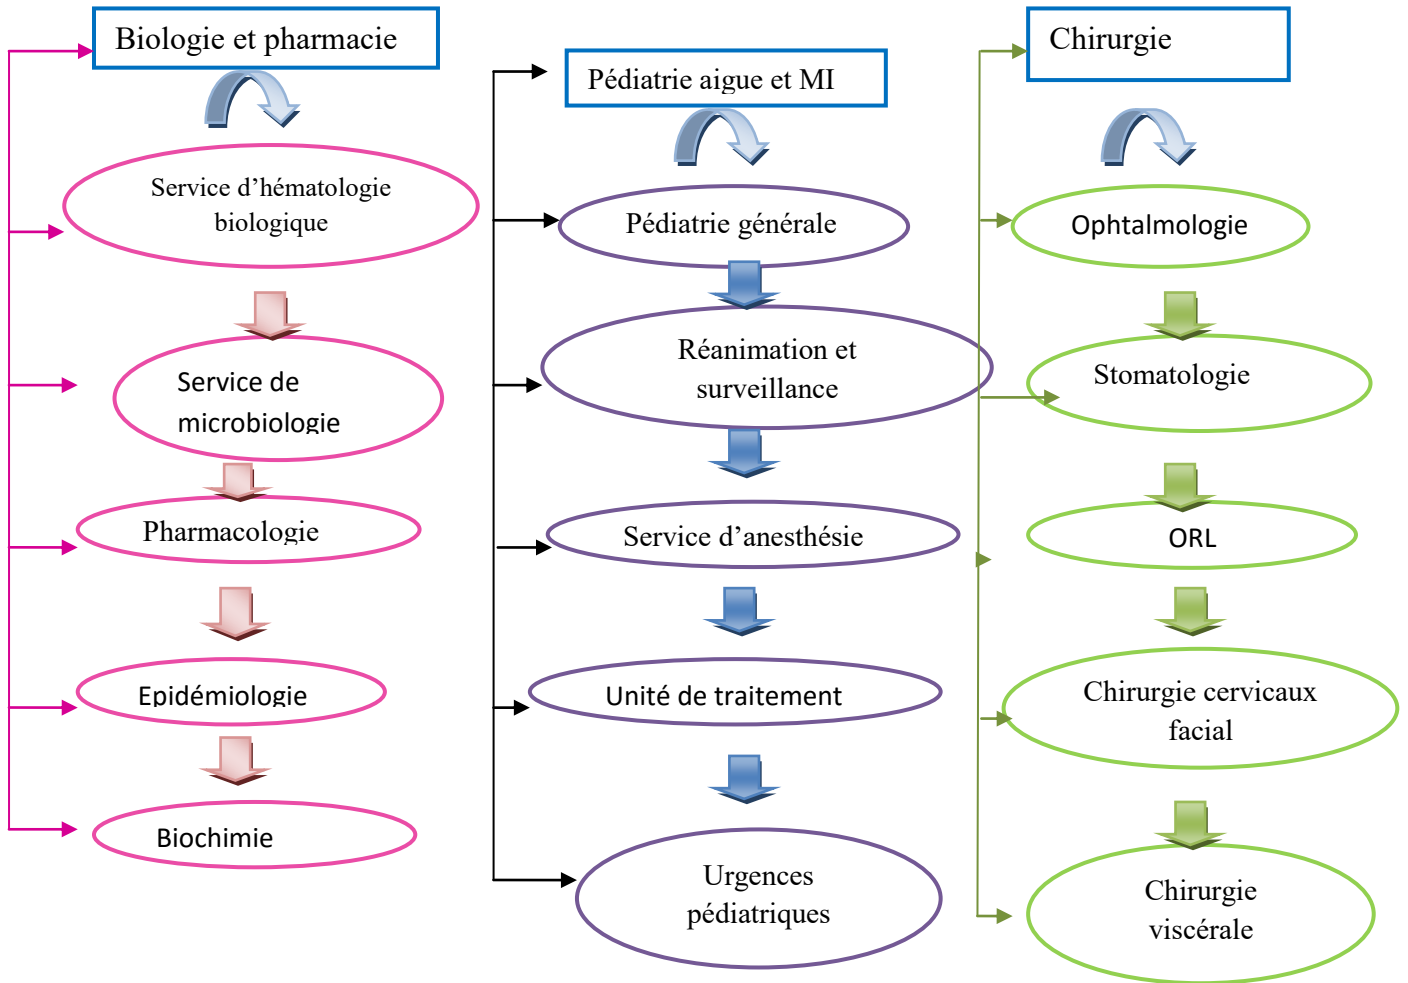 Biologie et pharmacie
Service d’hématologie
biologique
Service de
microbiologie
Pharmacologie
Epidémiologie
Biochimie
Pédiatrie aigue et MI
Pédiatrie générale
Réanimation et
surveillance
Service d’anesthésie
Unité de traitement
Urgences
pédiatriques
Chirurgie
Ophtalmologie
Stomatologie
ORL
Chirurgie cervicaux
facial
Chirurgie
viscérale